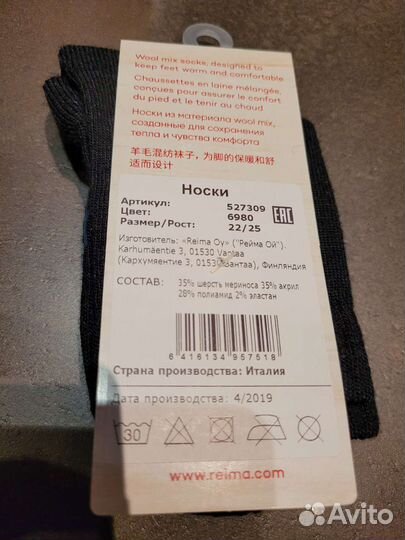 Wool mix socks, designed to
keep feet warm and comfortable
Chaussettes en laine mélangée,
conçues pour assurer le confort
du pied et le tenir au chaud
Носки из материала wool mix,
созданные для сохранения
тепла и чувства комфорта
羊毛混纺袜子，为脚的保暖和舒
适而设计
Носки
Артикул: 527309
Цвет: 6980
Размер/Рост: 22/25
EAC
Изготовитель: «Reima Oy» ("Рейма Ой").
Karhumäentie 3, 01530 Vantaa
(Кархумяентие 3, 01530 Вантаа), Финляндия
СОСТАВ: 35% шерсть мериноса 35% акрил
28% полиамид 2% эластан
6 416134 957518
Страна производства: Италия
Дата производства: 4/2019
30
www.reima.com
Avito